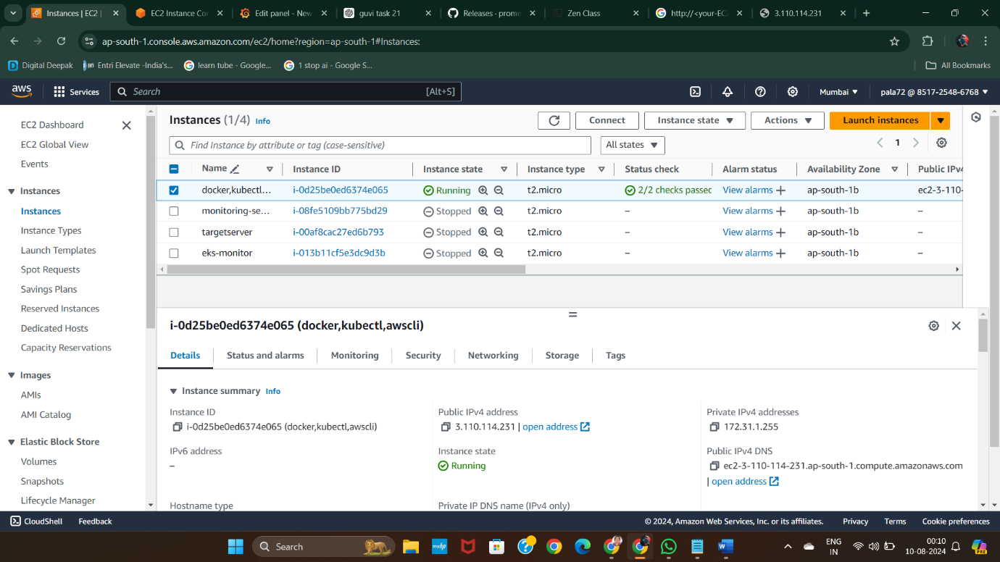 Instances | EC2 |
EC2 Instance Co
Edit panel - New
guvi task 21
Releases · prome
Zen Class
http://<your-EC
3.110.114.231
ap-south-1.console.aws.amazon.com/ec2/home?region=ap-south-1#Instances:
Digital Deepak
Entri Elevate -India's...
learn tube - Google...
1 stop ai - Google S...
All Bookmarks
aws
Services
Search
[Alt+S]
Mumbai
pala72 @ 8517-2548-6768
EC2 Dashboard
EC2 Global View
Events
Instances
Instances
Instance Types
Launch Templates
Spot Requests
Savings Plans
Reserved Instances
Dedicated Hosts
Capacity Reservations
Images
AMIs
AMI Catalog
Elastic Block Store
Volumes
Snapshots
Lifecycle Manager
Instances (1/4) Info
Connect
Instance state
Actions
Launch instances
Find Instance by attribute or tag (case-sensitive)
All states
1
Name Instance ID Instance state Instance type Status check Alarm status Availability Zone Public IPv4
docker,kubectl... i-0d25be0ed6374e065 Running t2.micro 2/2 checks passed View alarms + ap-south-1b ec2-3-110-
monitoring-se... i-08fe5109bb775bd29 Stopped t2.micro – View alarms + ap-south-1b –
targetserver i-00af8cac27ed6b793 Stopped t2.micro – View alarms + ap-south-1b –
eks-monitor i-013b11cf5e3dc9d3b Stopped t2.micro – View alarms + ap-south-1b –
i-0d25be0ed6374e065 (docker,kubectl,awscli)
Details Status and alarms Monitoring Security Networking Storage Tags
Instance summary Info
Instance ID
i-0d25be0ed6374e065 (docker,kubectl,awscli)
Public IPv4 address
3.110.114.231 | open address
Private IPv4 addresses
172.31.1.255
IPv6 address
–
Instance state
Running
Public IPv4 DNS
ec2-3-110-114-231.ap-south-1.compute.amazonaws.com
| open address
Hostname type
Private IP DNS name (IPv4 only)
CloudShell Feedback
© 2024, Amazon Web Services, Inc. or its affiliates. Privacy Terms Cookie preferences
Search
myhp
ENG
IN
00:10
10-08-2024
PRE